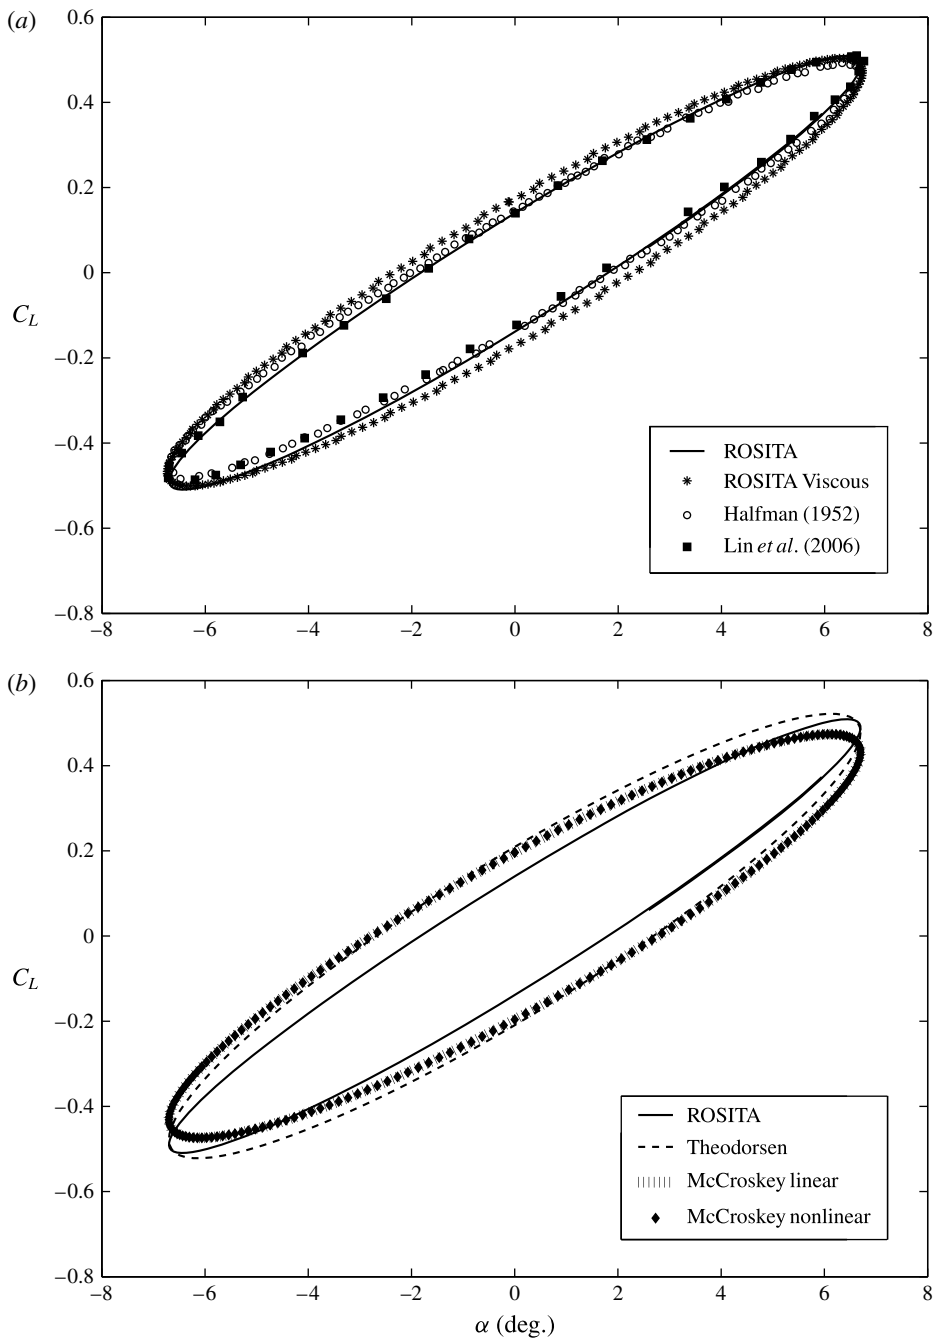 (a)
0.6
0.4
0.2
0
C_L
−0.2
−0.4
−0.6
−0.8
ROSITA
ROSITA Viscous
Halfman (1952)
Lin et al. (2006)
−8 −6 −4 −2 0 2 4 6 8
(b)
0.6
0.4
0.2
0
C_L
−0.2
−0.4
−0.6
−0.8
ROSITA
Theodorsen
McCroskey linear
McCroskey nonlinear
−8 −6 −4 −2 0 2 4 6 8
α (deg.)